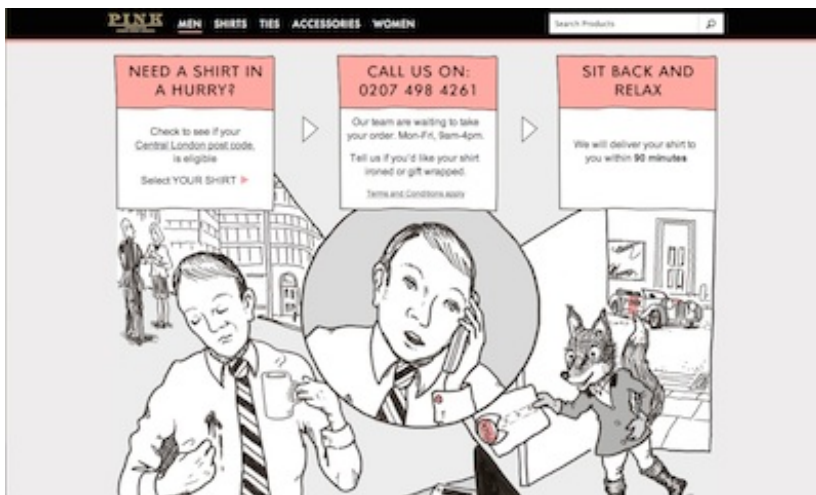 PINK
MEN SHIRTS TIES ACCESSORIES WOMEN
Search Products
NEED A SHIRT IN
A HURRY?
Check to see if your
Central London post code,
is eligible
Select YOUR SHIRT
CALL US ON:
0207 498 4261
Our team are waiting to take
your order: Mon-Fri, 9am-4pm.
Tell us if you'd like your shirt
ironed or gift wrapped.
Terms and Conditions apply
SIT BACK AND
RELAX
We will deliver your shirt to
you within 90 minutes